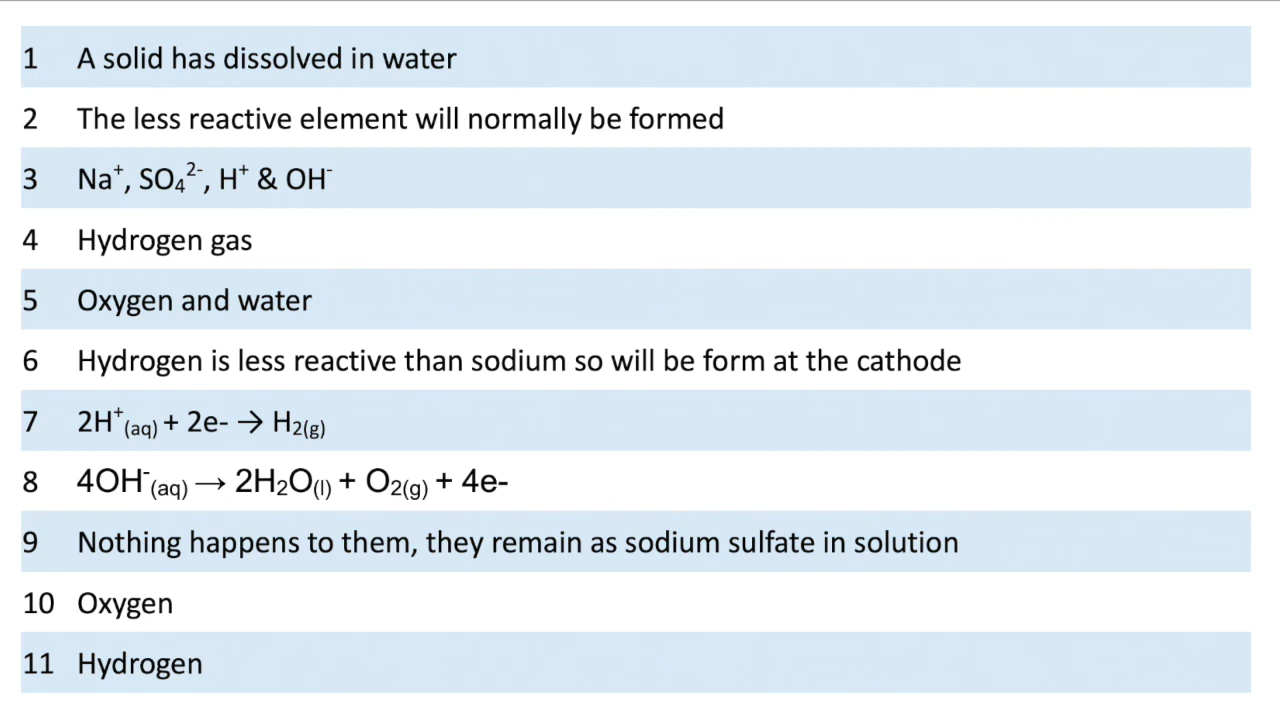 1 A solid has dissolved in water
2 The less reactive element will normally be formed
3 Na⁺, SO₄²⁻, H⁺ & OH⁻
4 Hydrogen gas
5 Oxygen and water
6 Hydrogen is less reactive than sodium so will be form at the cathode
7 2H⁺₍aq₎ + 2e- → H₂₍g₎
8 4OH⁻₍aq₎ → 2H₂O₍l₎ + O₂₍g₎ + 4e-
9 Nothing happens to them, they remain as sodium sulfate in solution
10 Oxygen
11 Hydrogen